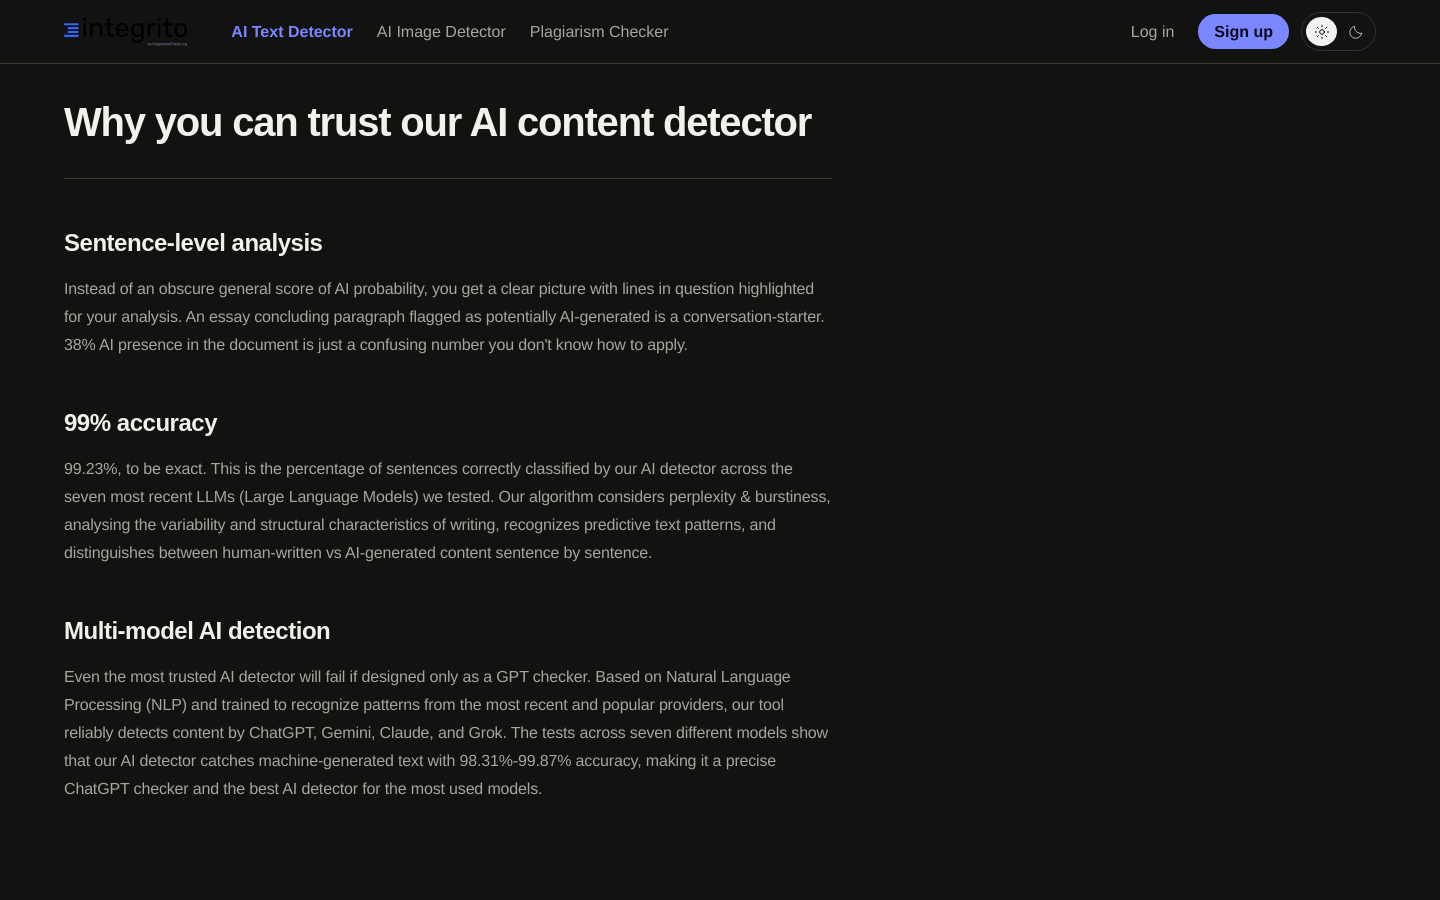 integrito
AI Text Detector
AI Image Detector
Plagiarism Checker
Log in
Sign up
Why you can trust our AI content detector
Sentence-level analysis
Instead of an obscure general score of AI probability, you get a clear picture with lines in question highlighted
for your analysis. An essay concluding paragraph flagged as potentially AI-generated is a conversation-starter.
38% AI presence in the document is just a confusing number you don't know how to apply.
99% accuracy
99.23%, to be exact. This is the percentage of sentences correctly classified by our AI detector across the
seven most recent LLMs (Large Language Models) we tested. Our algorithm considers perplexity & burstiness,
analysing the variability and structural characteristics of writing, recognizes predictive text patterns, and
distinguishes between human-written vs AI-generated content sentence by sentence.
Multi-model AI detection
Even the most trusted AI detector will fail if designed only as a GPT checker. Based on Natural Language
Processing (NLP) and trained to recognize patterns from the most recent and popular providers, our tool
reliably detects content by ChatGPT, Gemini, Claude, and Grok. The tests across seven different models show
that our AI detector catches machine-generated text with 98.31%-99.87% accuracy, making it a precise
ChatGPT checker and the best AI detector for the most used models.